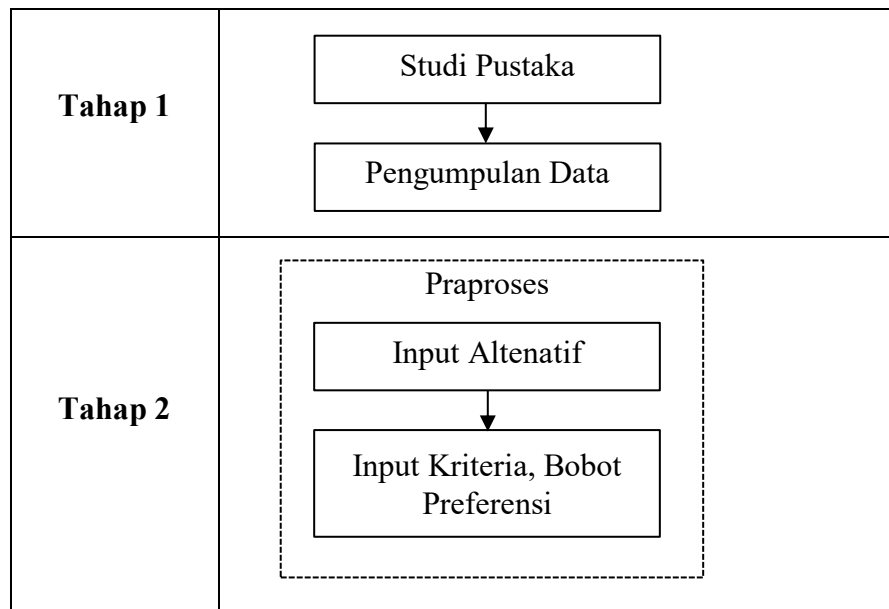 Tahap 1
Studi Pustaka
Pengumpulan Data
Tahap 2
Praproses
Input Altenatif
Input Kriteria, Bobot
Preferensi